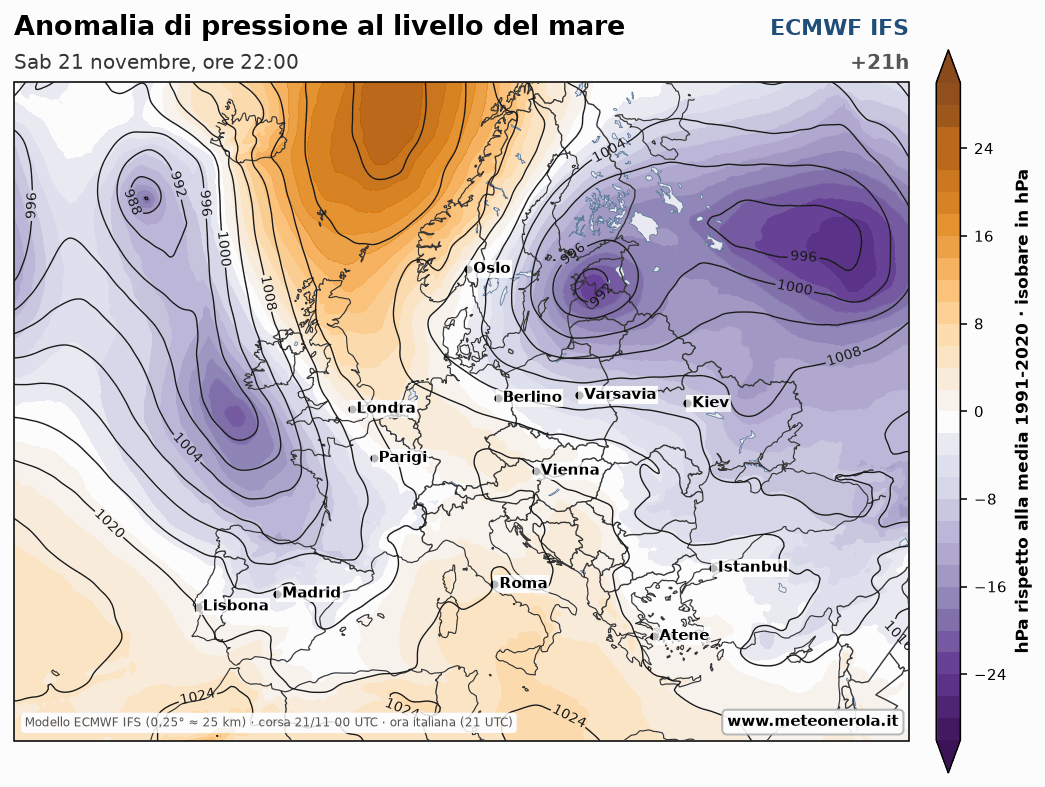 Anomalia di pressione al livello del mare
ECMWF IFS
Sab 21 novembre, ore 22:00
+21h
996
988
992
996
1000
1008
1004
1020
1004
996
992
996
1000
1008
1016
1024
1024
1024
Oslo
Londra
Berlino
Varsavia
Kiev
Parigi
Vienna
Istanbul
Roma
Madrid
Lisbona
Atene
24
16
8
0
−8
−16
−24
hPa rispetto alla media 1991-2020 · isobare in hPa
Modello ECMWF IFS (0,25° ≈ 25 km) · corsa 21/11 00 UTC · ora italiana (21 UTC)
www.meteonerola.it